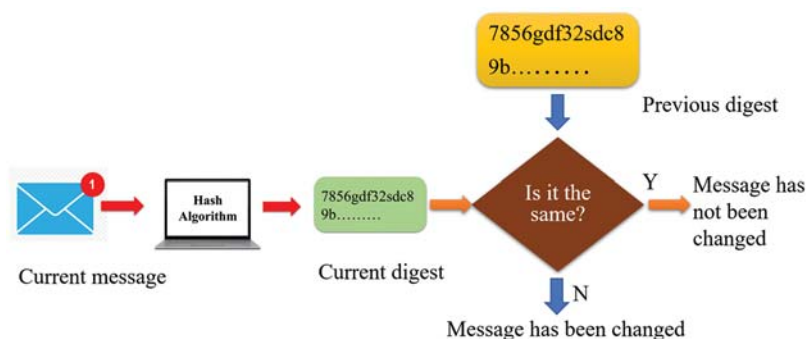 7856gdf32sdc8
9b.........
Previous digest
1
Hash
Algorithm
7856gdf32sdc8
9b.........
Is it the
same?
Y
Message has
not been
changed
Current message
Current digest
N
Message has been changed